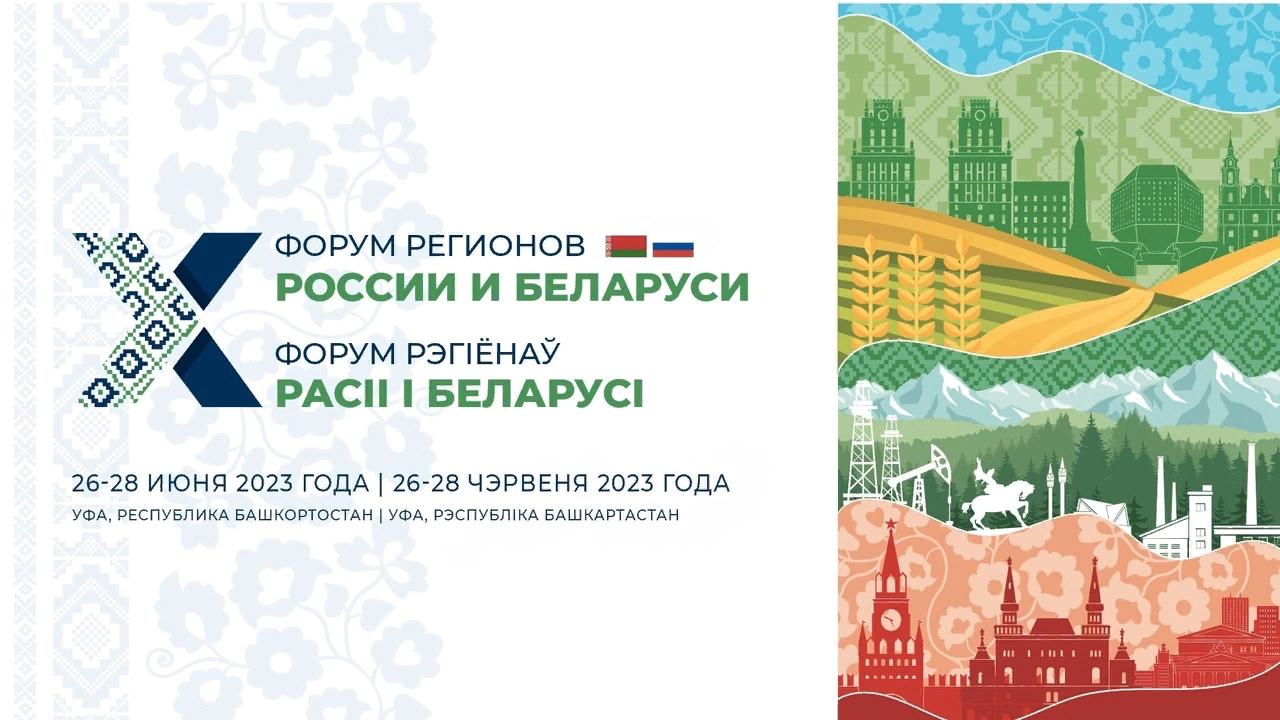 X
ФОРУМ РЕГИОНОВ
РОССИИ И БЕЛАРУСИ
ФОРУМ РЭГІЁНАЎ
РАСІІ І БЕЛАРУСІ
26-28 ИЮНЯ 2023 ГОДА | 26-28 ЧЭРВЕНЯ 2023 ГОДА
УФА, РЕСПУБЛИКА БАШКОРТОСТАН | УФА, РЭСПУБЛІКА БАШКАРТАСТАН